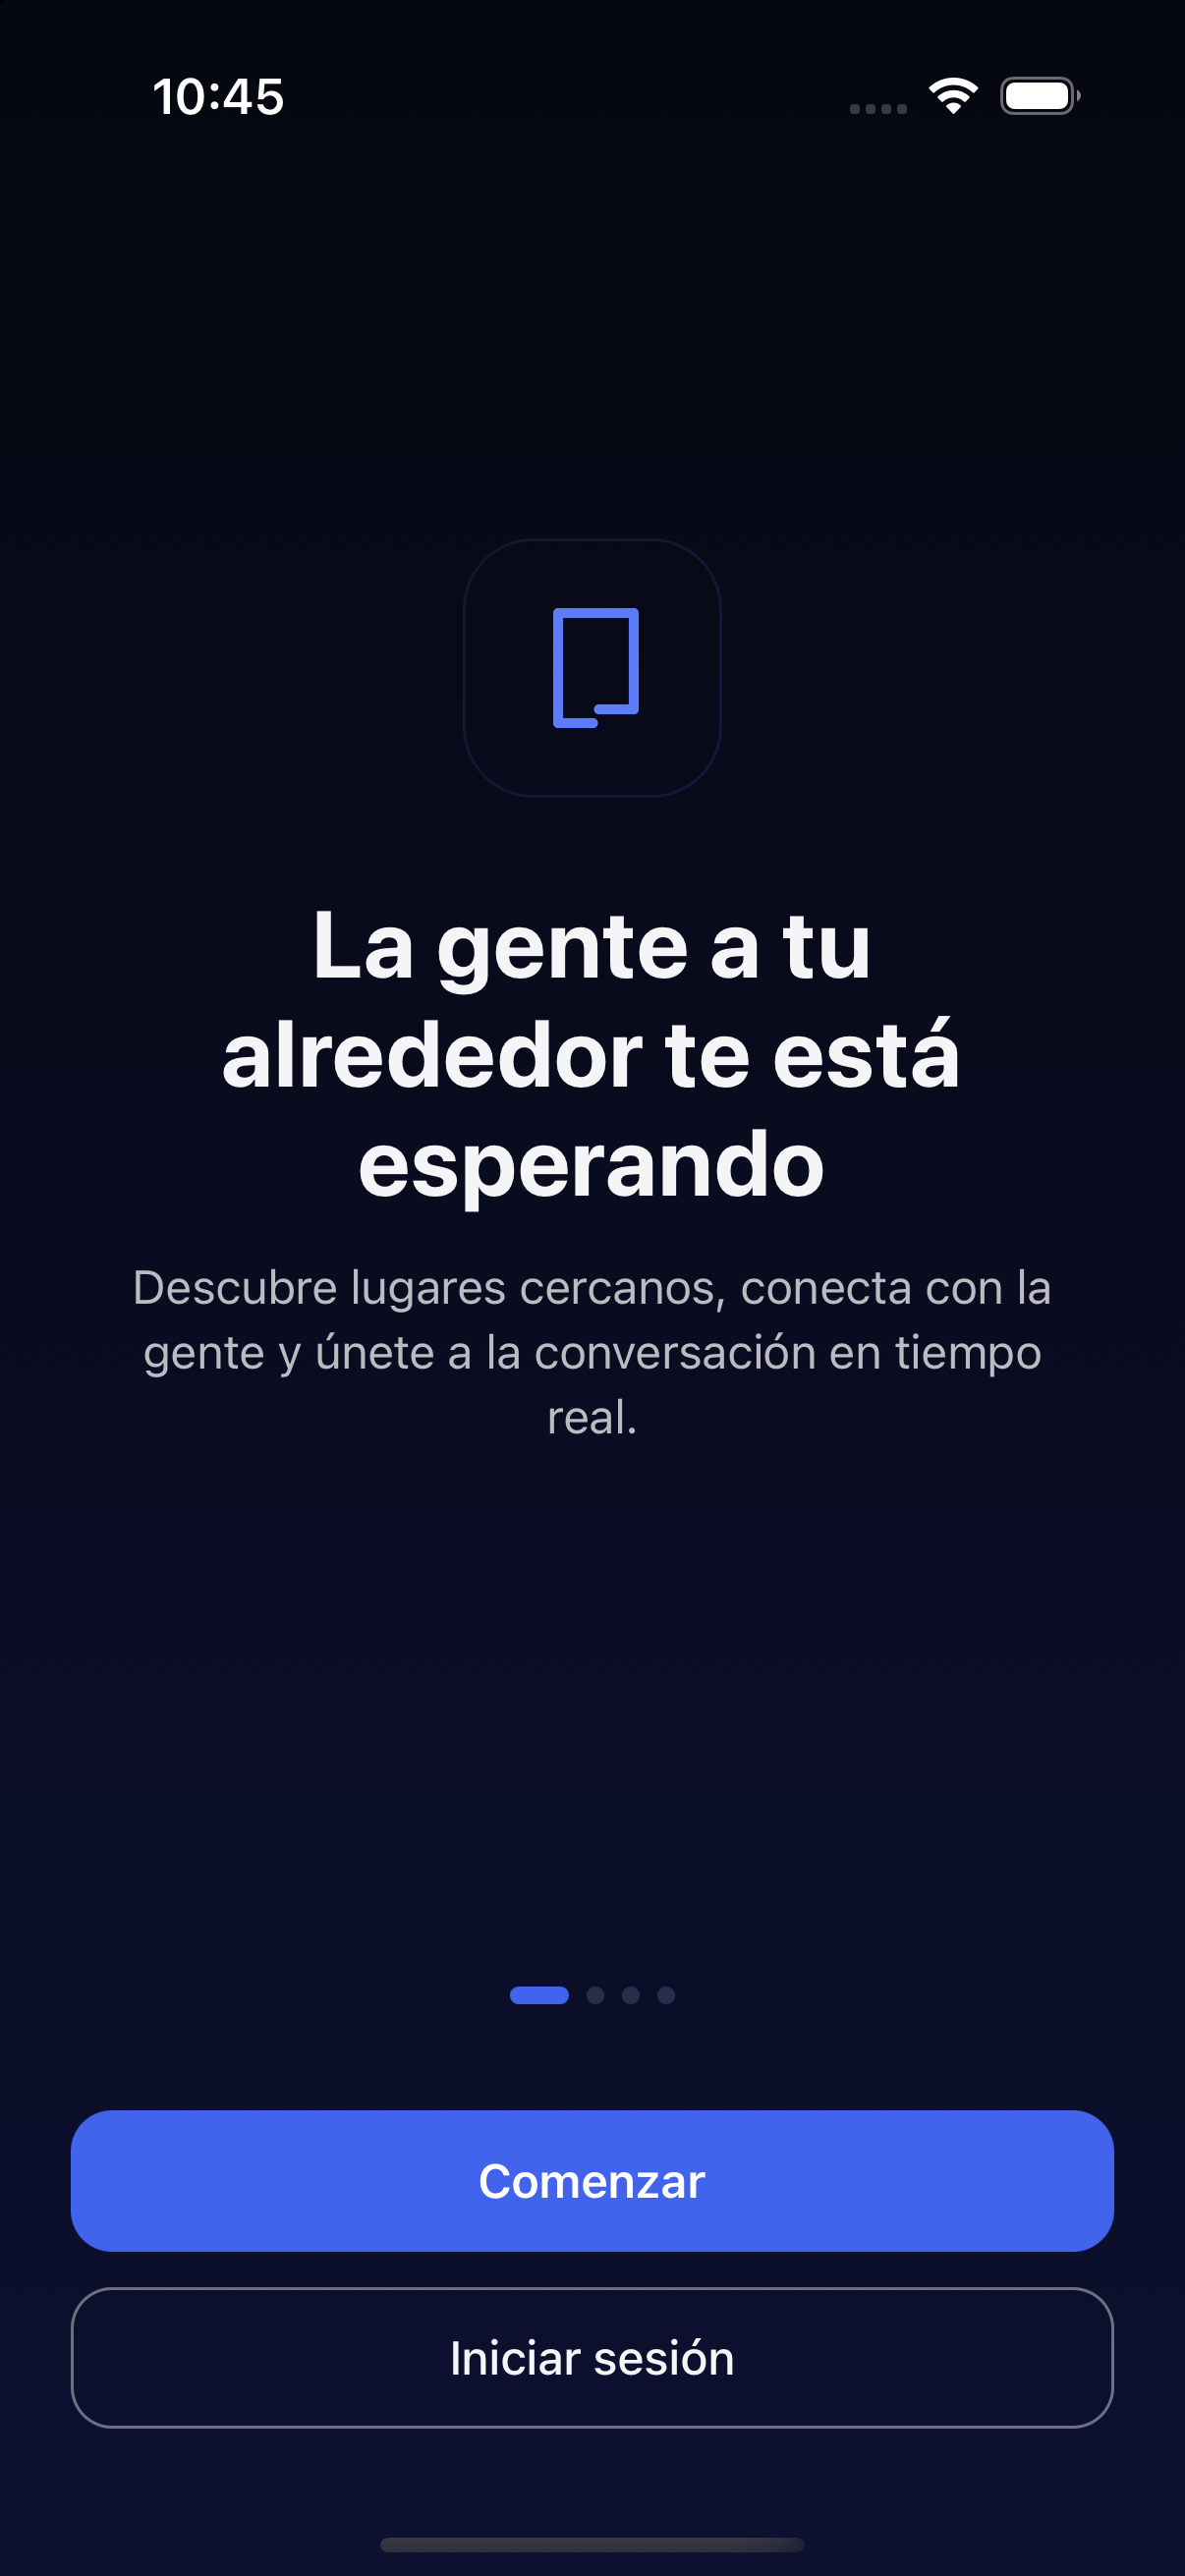 10:45
La gente a tu
alrededor te está
esperando
Descubre lugares cercanos, conecta con la
gente y únete a la conversación en tiempo
real.
Comenzar
Iniciar sesión